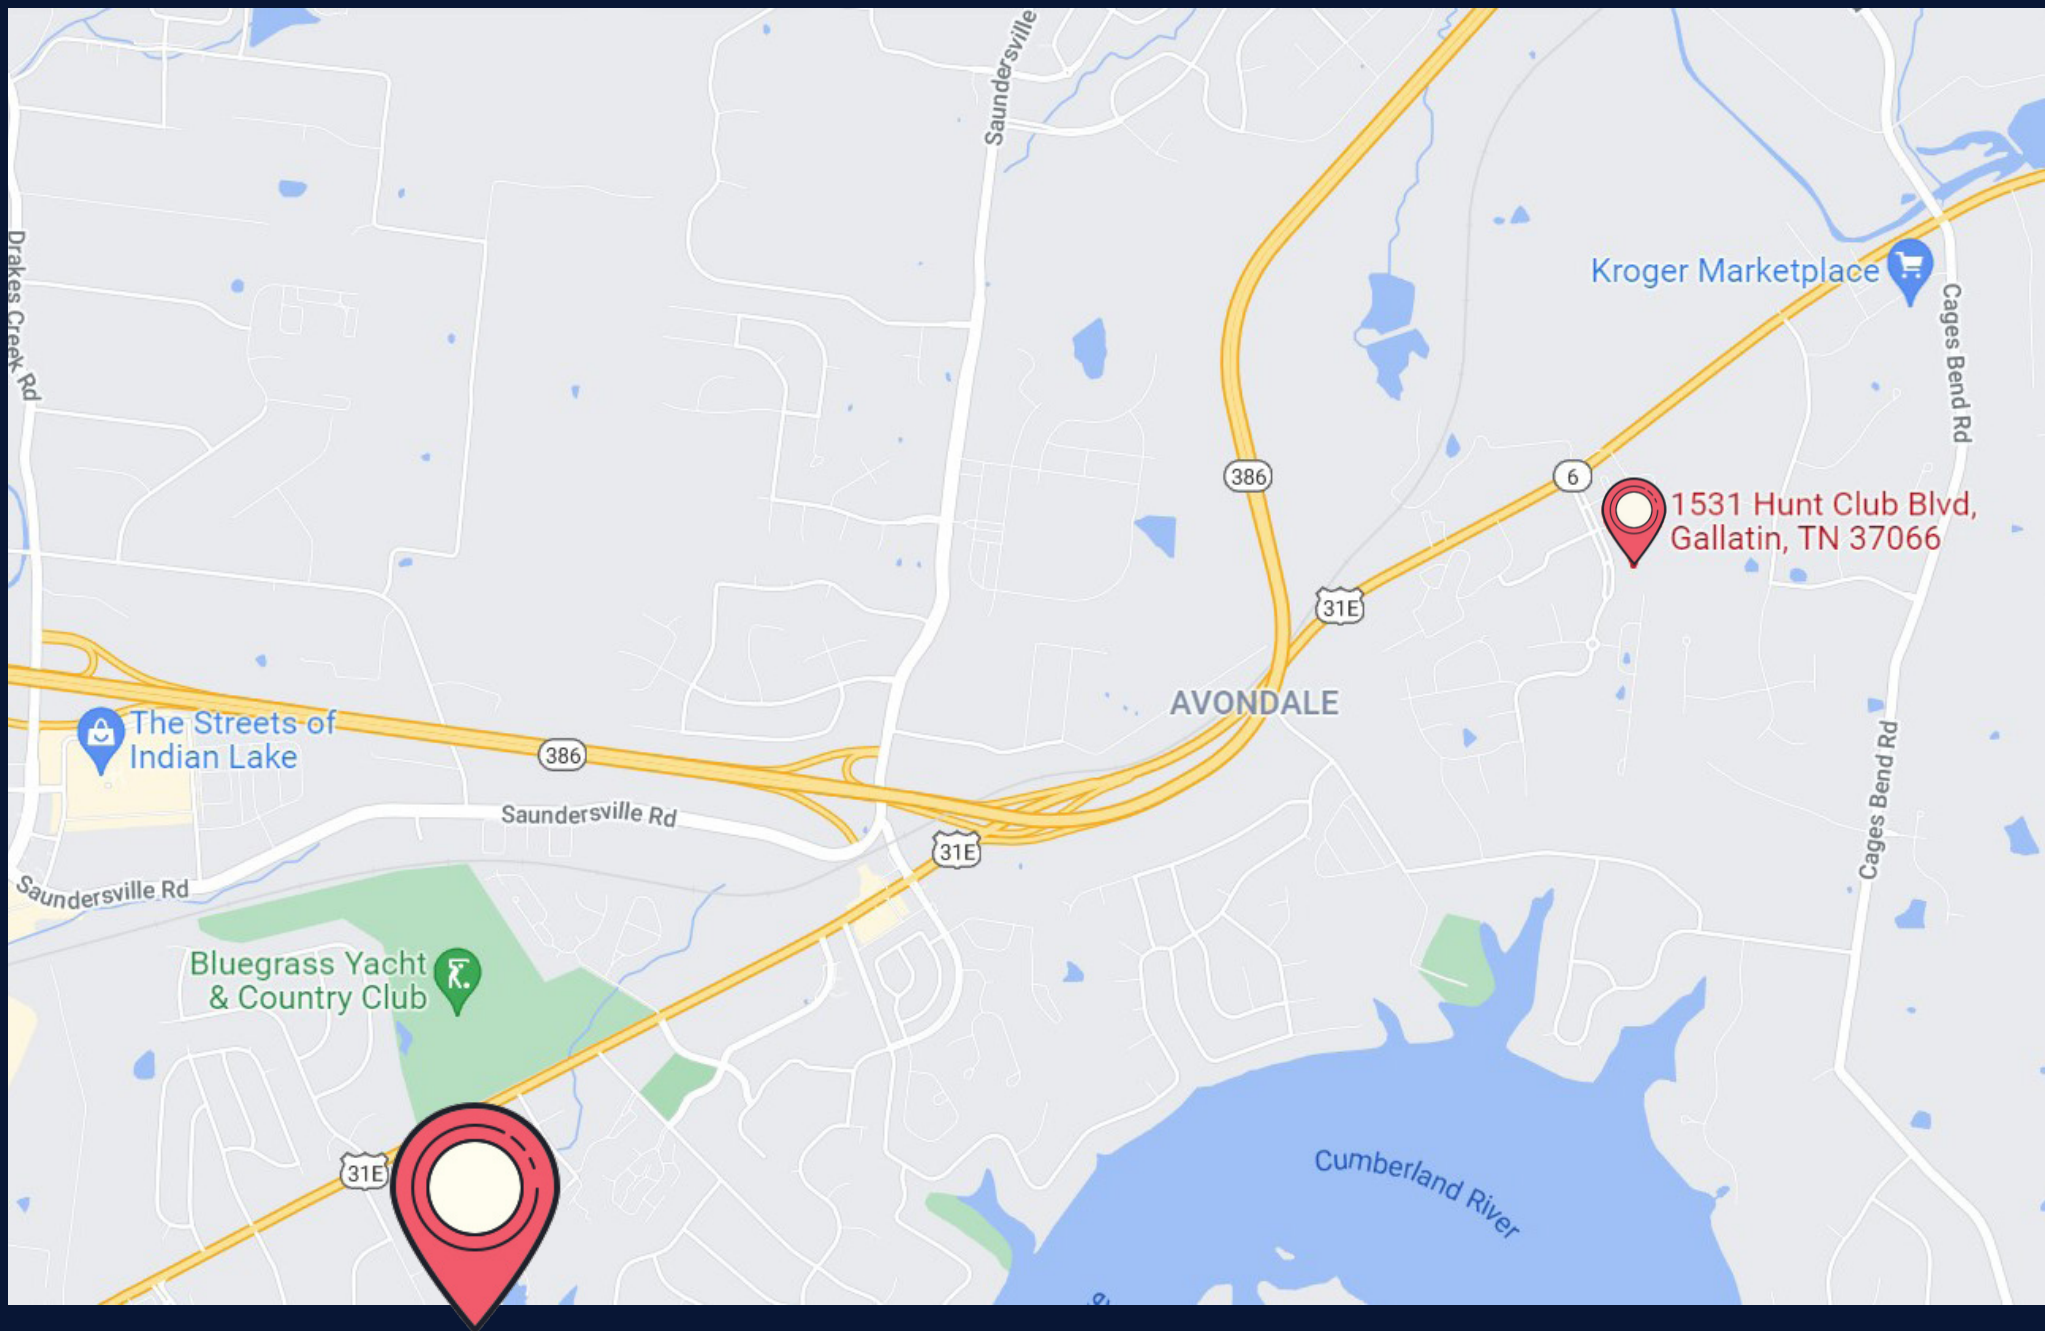 Saundersville
Drakes Creek Rd
Kroger Marketplace
Cages Bend Rd
386
6
1531 Hunt Club Blvd,
Gallatin, TN 37066
31E
AVONDALE
The Streets of
Indian Lake
386
Saundersville Rd
Cages Bend Rd
31E
Saundersville Rd
Bluegrass Yacht
& Country Club
31E
Cumberland River